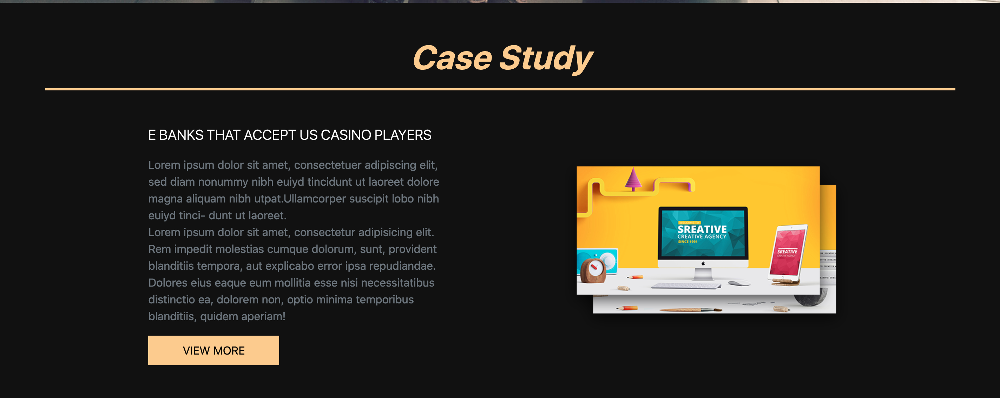 Case Study
E BANKS THAT ACCEPT US CASINO PLAYERS
Lorem ipsum dolor sit amet, consectetuer adipiscing elit,
sed diam nonummy nibh euiyd tincidunt ut laoreet dolore
magna aliquam nibh utpat.Ullamcorper suscipit lobo nibh
euiyd tinci- dunt ut laoreet.
Lorem ipsum dolor sit amet, consectetur adipisicing elit.
Rem impedit molestias cumque dolorum, sunt, provident
blanditiis tempora, aut explicabo error ipsa repudiandae.
Dolores eius eaque eum mollitia esse nisi necessitatibus
distinctio ea, dolorem non, optio minima temporibus
blanditiis, quidem aperiam!
VIEW MORE
WELCOME TO
SREATIVE
CREATIVE AGENCY
SINCE 1991
SREATIVE
CREATIVE AGENCY